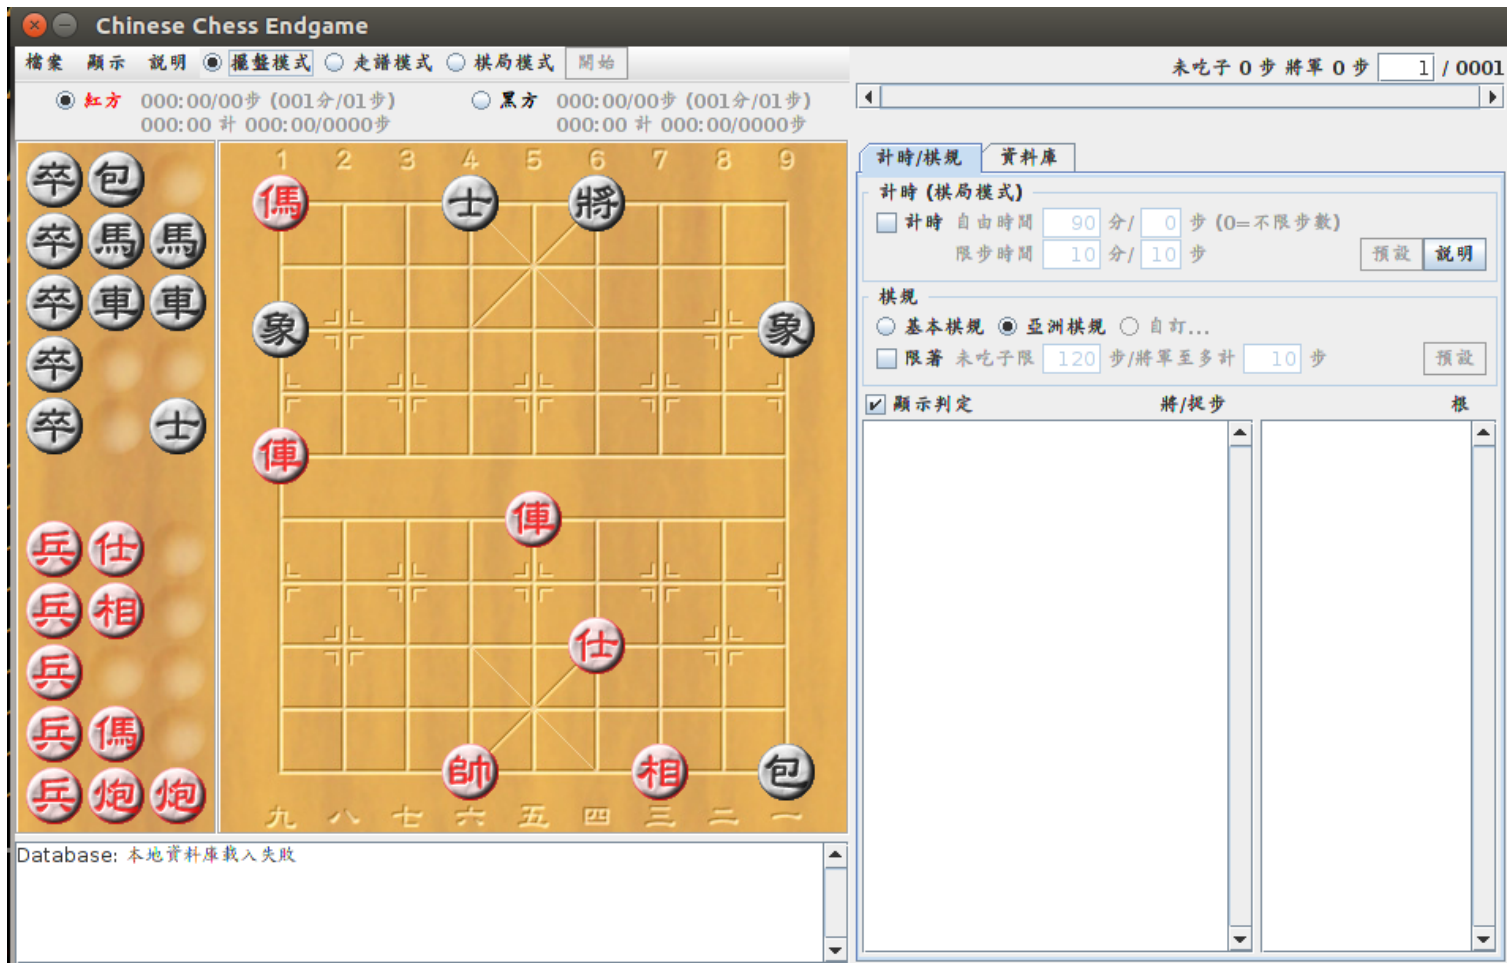 Chinese Chess Endgame
檔案 顯示 說明 擺盤模式 走譜模式 棋局模式 開始
未吃子 0 步 將軍 0 步 1 / 0001
紅方 000:00/00步 (001分/01步) 黑方 000:00/00步 (001分/01步)
000:00 計 000:00/0000步 000:00 計 000:00/0000步
計時/棋規 資料庫
計時 (棋局模式)
計時 自由時間 90 分/ 0 步 (0=不限步數)
限步時間 10 分/ 10 步 預設 說明
棋規
基本棋規 亞洲棋規 自訂...
限著 未吃子限 120 步/將軍至多計 10 步 預設
顯示判定 將/捉步 根
卒 包
卒 馬 馬
卒 車 車
卒
卒 士
兵 仕
兵 相
兵
兵 傌
兵 炮 炮
1 2 3 4 5 6 7 8 9
傌 士 將
象 象
俥
俥
仕
帥 相 包
九 八 七 六 五 四 三 二 一
Database: 本地資料庫載入失敗